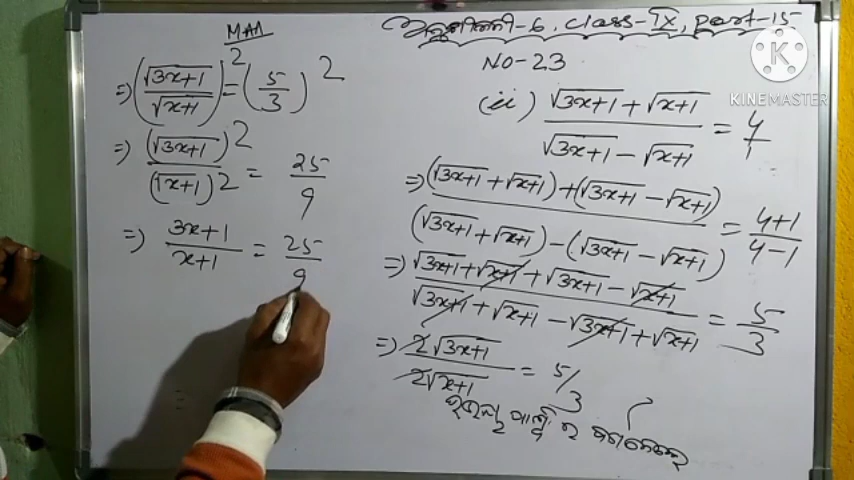 MAA
ଅନୁଶୀଳନୀ-6, class-IX, part-15
NO-23
(ii) (√(3x+1) + √(x+1)) / (√(3x+1) - √(x+1)) = 4/1
⇒ ((√(3x+1) + √(x+1)) + (√(3x+1) - √(x+1))) / ((√(3x+1) + √(x+1)) - (√(3x+1) - √(x+1))) = (4+1)/(4-1)
⇒ (√(3x+1) + √(x+1) + √(3x+1) - √(x+1)) / (√(3x+1) + √(x+1) - √(3x+1) + √(x+1)) = 5/3
⇒ 2√(3x+1) / 2√(x+1) = 5/3
⇒ (√(3x+1) / √(x+1))² = (5/3)²
⇒ (√(3x+1))² / (√(x+1))² = 25/9
⇒ (3x+1)/(x+1) = 25/9
KINEMASTER